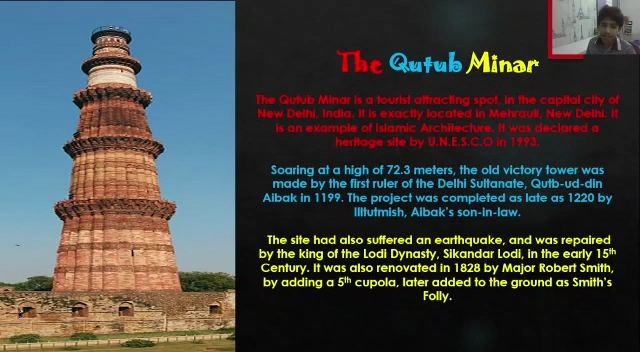 The Qutub Minar
The Qutub Minar is a tourist attracting spot, in the capital city of
New Delhi, India. It is exactly located in Mehrauli, New Delhi. It
is an example of Islamic Architecture. It was declared a
heritage site by U.N.E.S.C.O in 1993.
Soaring at a high of 72.3 meters, the old victory tower was
made by the first ruler of the Delhi Sultanate, Qutb-ud-din
Aibak in 1199. The project was completed as late as 1220 by
Illtutmish, Aibak's son-in-law.
The site had also suffered an earthquake, and was repaired
by the king of the Lodi Dynasty, Sikandar Lodi, in the early 15th
Century. It was also renovated in 1828 by Major Robert Smith,
by adding a 5th cupola, later added to the ground as Smith's
Folly.